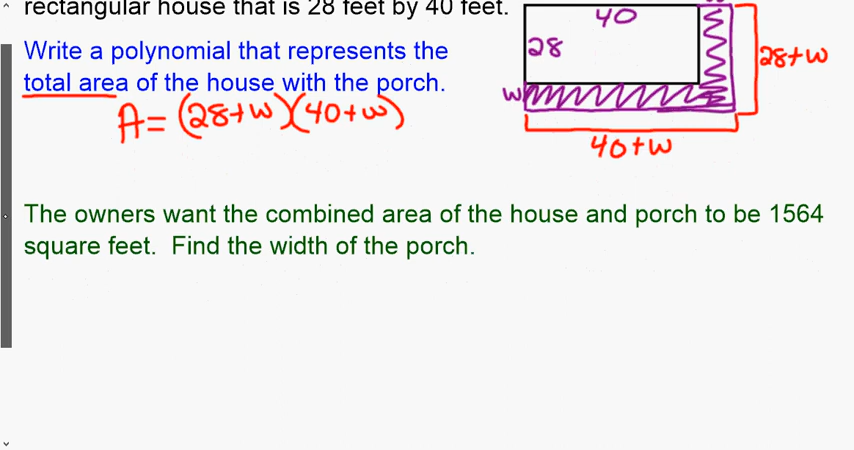 rectangular house that is 28 feet by 40 feet.
40
28
w
28+w
40+w
Write a polynomial that represents the
total area of the house with the porch.
A=(28+w)(40+w)
The owners want the combined area of the house and porch to be 1564
square feet. Find the width of the porch.